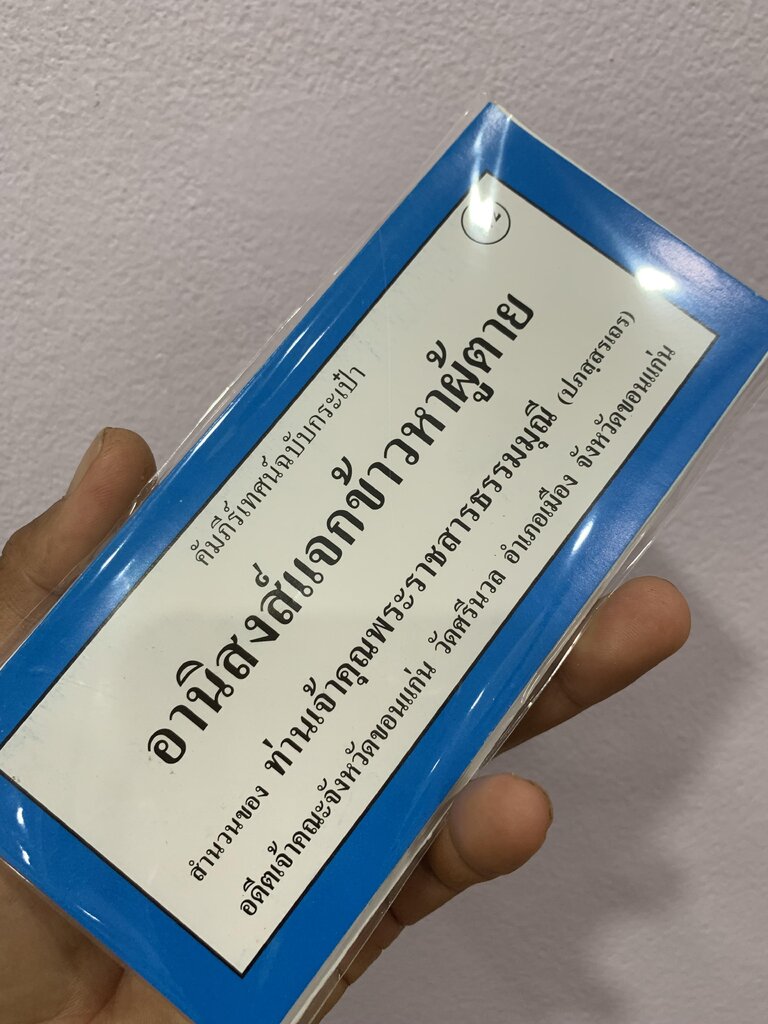 คัมภีร์เทศน์ฉบับกระเป๋า
อานิสงส์แจกข้าวหาผู้ตาย
สำนวนของ ท่านเจ้าคุณพระราชสารธรรมมุณี (ปภสฺสรเถร)
อดีตเจ้าคณะจังหวัดขอนแก่น วัดศรีนวล อำเภอเมือง จังหวัดขอนแก่น